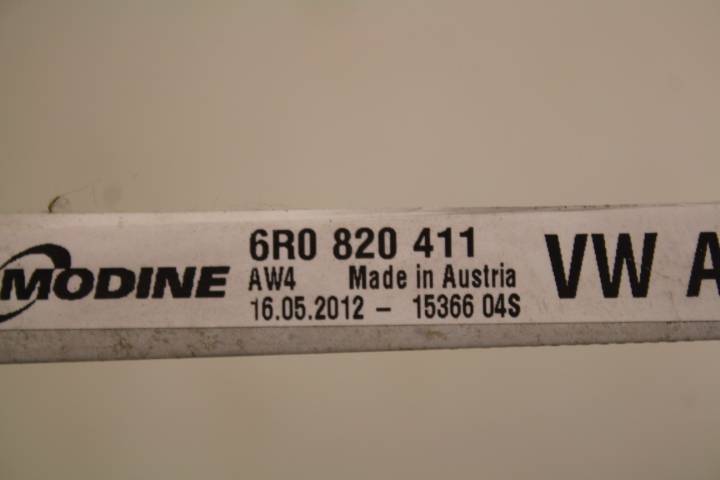 MODINE
6R0 820 411
AW4 Made in Austria
16.05.2012 – 15366 04S
VW A